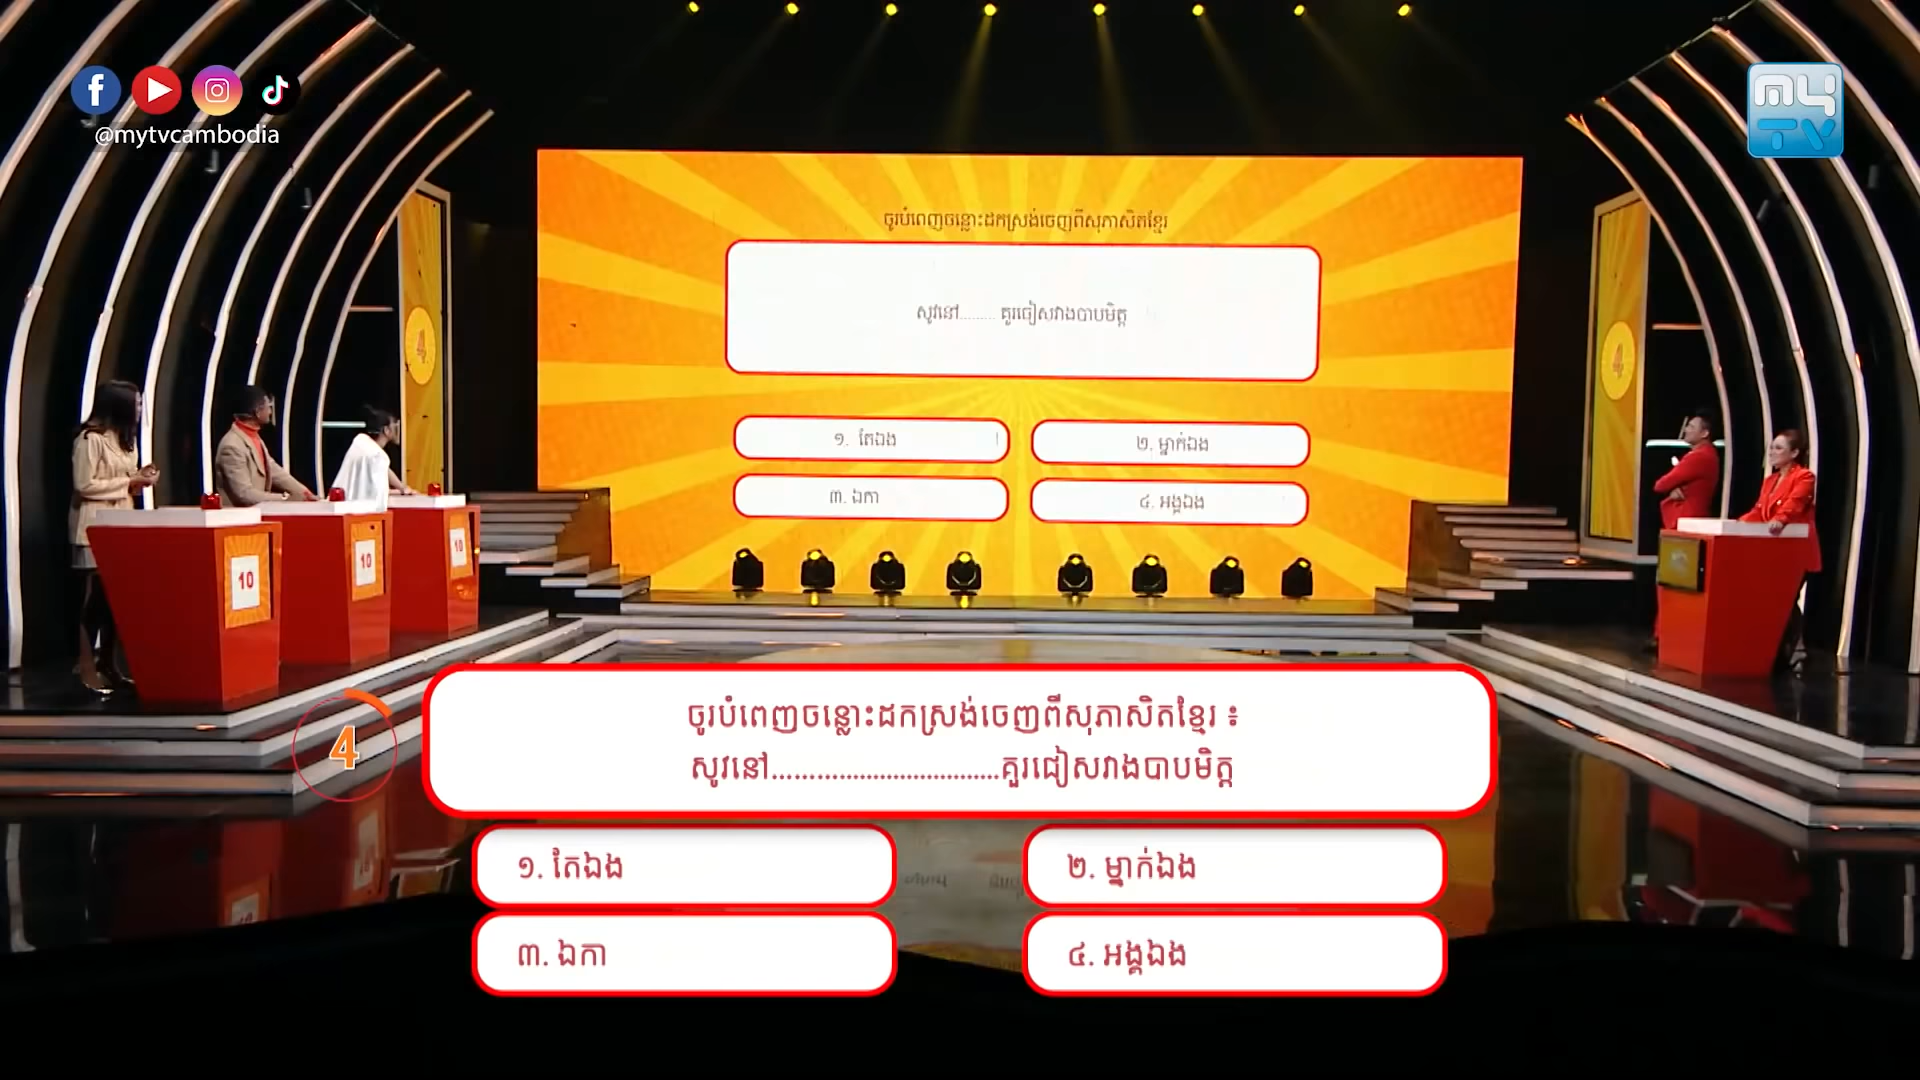 @mytvcambodia
MY
TV
ចូរបំពេញចន្លោះដកស្រង់ចេញពីសុភាសិតខ្មែរ
សូវនៅ......... គួរជៀសវាងបាបមិត្ត
១. តែឯង
២. ម្នាក់ឯង
៣. ឯកា
៤. អង្គឯង
4
4
10
10
10
4
ចូរបំពេញចន្លោះដកស្រង់ចេញពីសុភាសិតខ្មែរ ៖
សូវនៅ..................................គួរជៀសវាងបាបមិត្ត
១. តែឯង
២. ម្នាក់ឯង
៣. ឯកា
៤. អង្គឯង